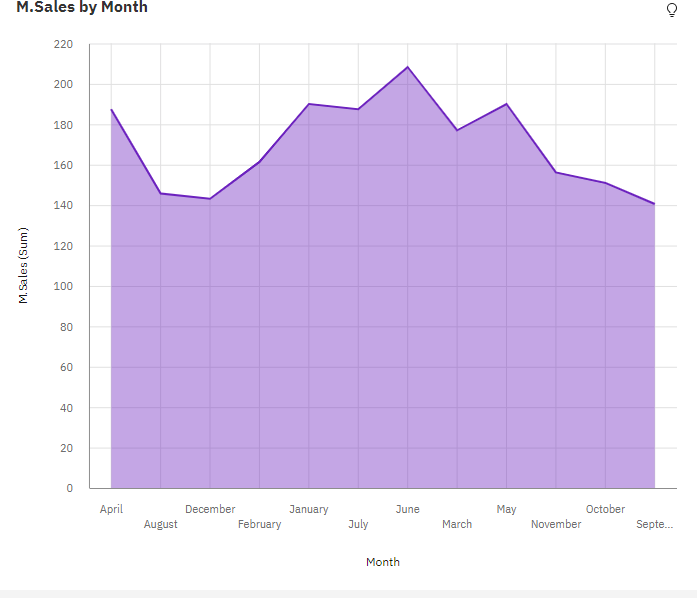 M.Sales by Month
220
200
180
160
140
120
100
80
60
40
20
0
M.Sales (Sum)
April
August
December
February
January
July
June
March
May
November
October
Septe...
Month